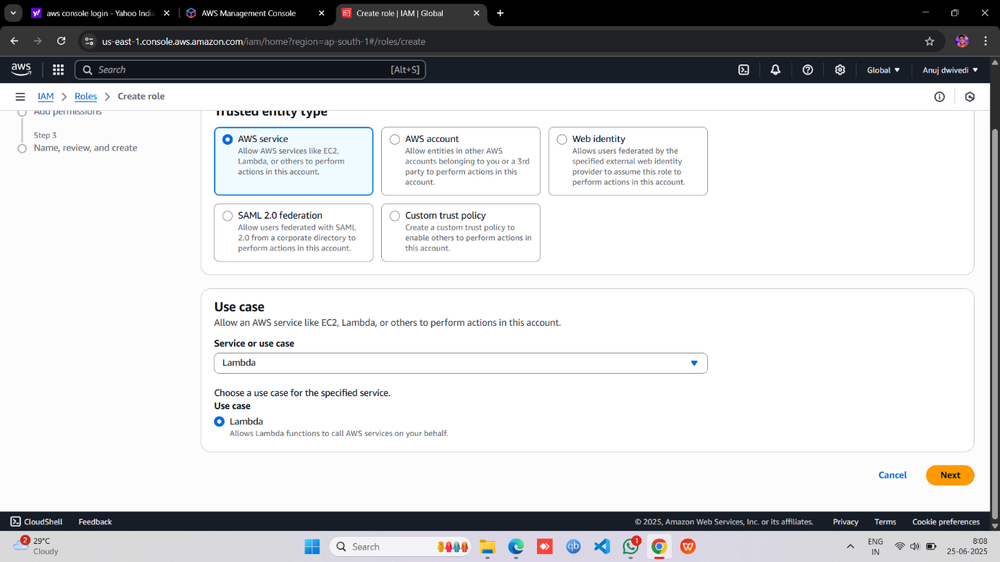 aws console login - Yahoo India
AWS Management Console
Create role | IAM | Global
us-east-1.console.aws.amazon.com/iam/home?region=ap-south-1#/roles/create
aws
Search
[Alt+S]
Global
Anuj dwivedi
IAM
Roles
Create role
Add permissions
Step 3
Name, review, and create
Trusted entity type
AWS service
Allow AWS services like EC2,
Lambda, or others to perform
actions in this account.
AWS account
Allow entities in other AWS
accounts belonging to you or a 3rd
party to perform actions in this
account.
Web identity
Allows users federated by the
specified external web identity
provider to assume this role to
perform actions in this account.
SAML 2.0 federation
Allow users federated with SAML
2.0 from a corporate directory to
perform actions in this account.
Custom trust policy
Create a custom trust policy to
enable others to perform actions in
this account.
Use case
Allow an AWS service like EC2, Lambda, or others to perform actions in this account.
Service or use case
Lambda
Choose a use case for the specified service.
Use case
Lambda
Allows Lambda functions to call AWS services on your behalf.
Cancel
Next
CloudShell
Feedback
© 2025, Amazon Web Services, Inc. or its affiliates.
Privacy
Terms
Cookie preferences
2
29°C
Cloudy
Search
qb
1
W
ENG
IN
8:08
25-06-2025